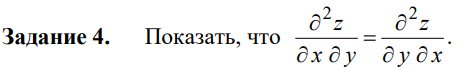 Задание 4. Показать, что ∂²z/∂x ∂y = ∂²z/∂y ∂x.